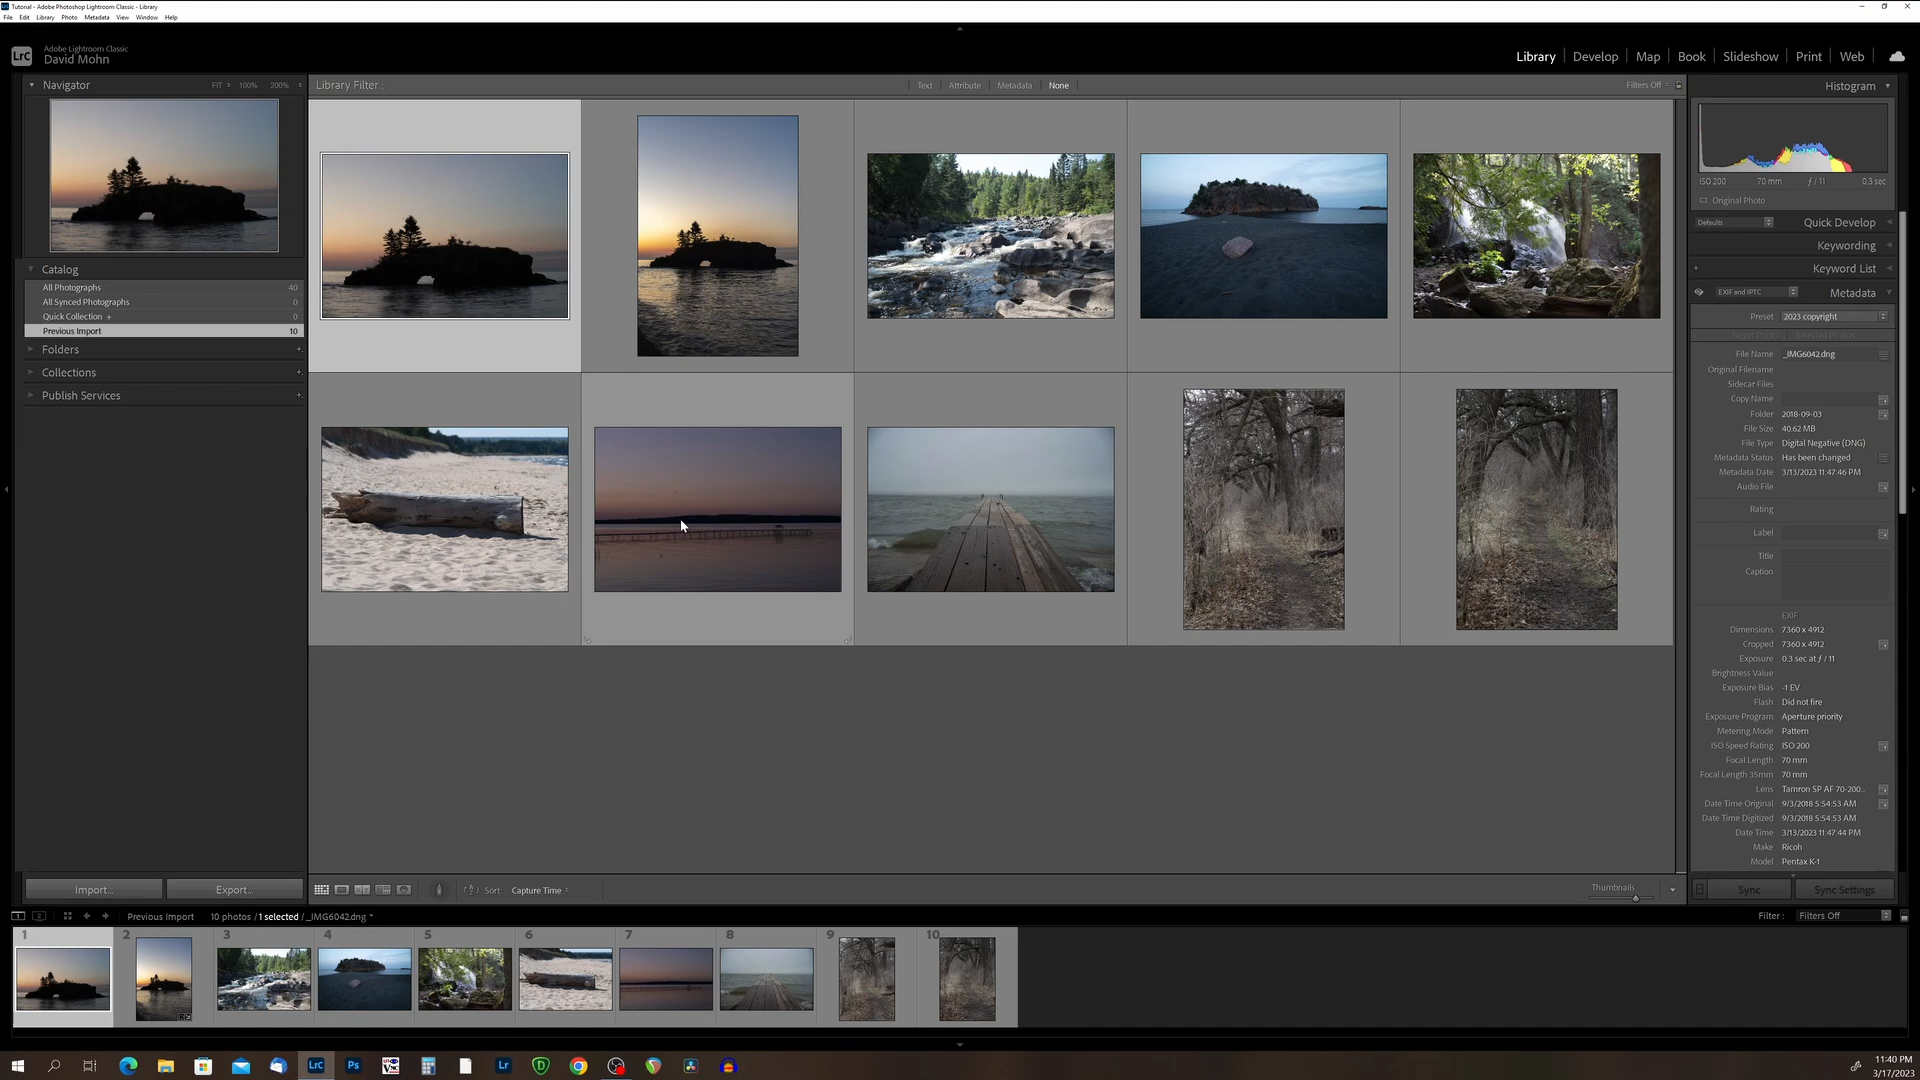 Tutorial - Adobe Photoshop Lightroom Classic - Library
File Edit Library Photo Metadata View Window Help
LrC
Adobe Lightroom Classic
David Mohn
Library | Develop | Map | Book | Slideshow | Print | Web
Navigator FIT 100% 200%
Catalog
All Photographs 40
All Synced Photographs 0
Quick Collection + 0
Previous Import 10
Folders +
Collections +
Publish Services +
Import... Export...
Library Filter : Text Attribute Metadata None Filters Off
Sort: Capture Time
Thumbnails
Histogram
ISO 200 70 mm ƒ / 11 0.3 sec
Original Photo
Defaults Quick Develop
Keywording
+ Keyword List
EXIF and IPTC Metadata
Preset 2023 copyright
Target Photo Selected Photos
File Name _IMG6042.dng
Original Filename
Sidecar Files
Copy Name
Folder 2018-09-03
File Size 40.62 MB
File Type Digital Negative (DNG)
Metadata Status Has been changed
Metadata Date 3/13/2023 11:47:46 PM
Audio File
Rating
Label
Title
Caption
EXIF
Dimensions 7360 x 4912
Cropped 7360 x 4912
Exposure 0.3 sec at ƒ / 11
Brightness Value
Exposure Bias -1 EV
Flash Did not fire
Exposure Program Aperture priority
Metering Mode Pattern
ISO Speed Rating ISO 200
Focal Length 70 mm
Focal Length 35mm 70 mm
Lens Tamron SP AF 70-200...
Date Time Original 9/3/2018 5:54:53 AM
Date Time Digitized 9/3/2018 5:54:53 AM
Date Time 3/13/2023 11:47:44 PM
Make Ricoh
Model Pentax K-1
Sync Sync Settings
1 2 Previous Import 10 photos / 1 selected / _IMG6042.dng
Filter : Filters Off
1 2 3 4 5 6 7 8 9 10
LrC Ps VNC Lr D
11:40 PM
3/17/2023